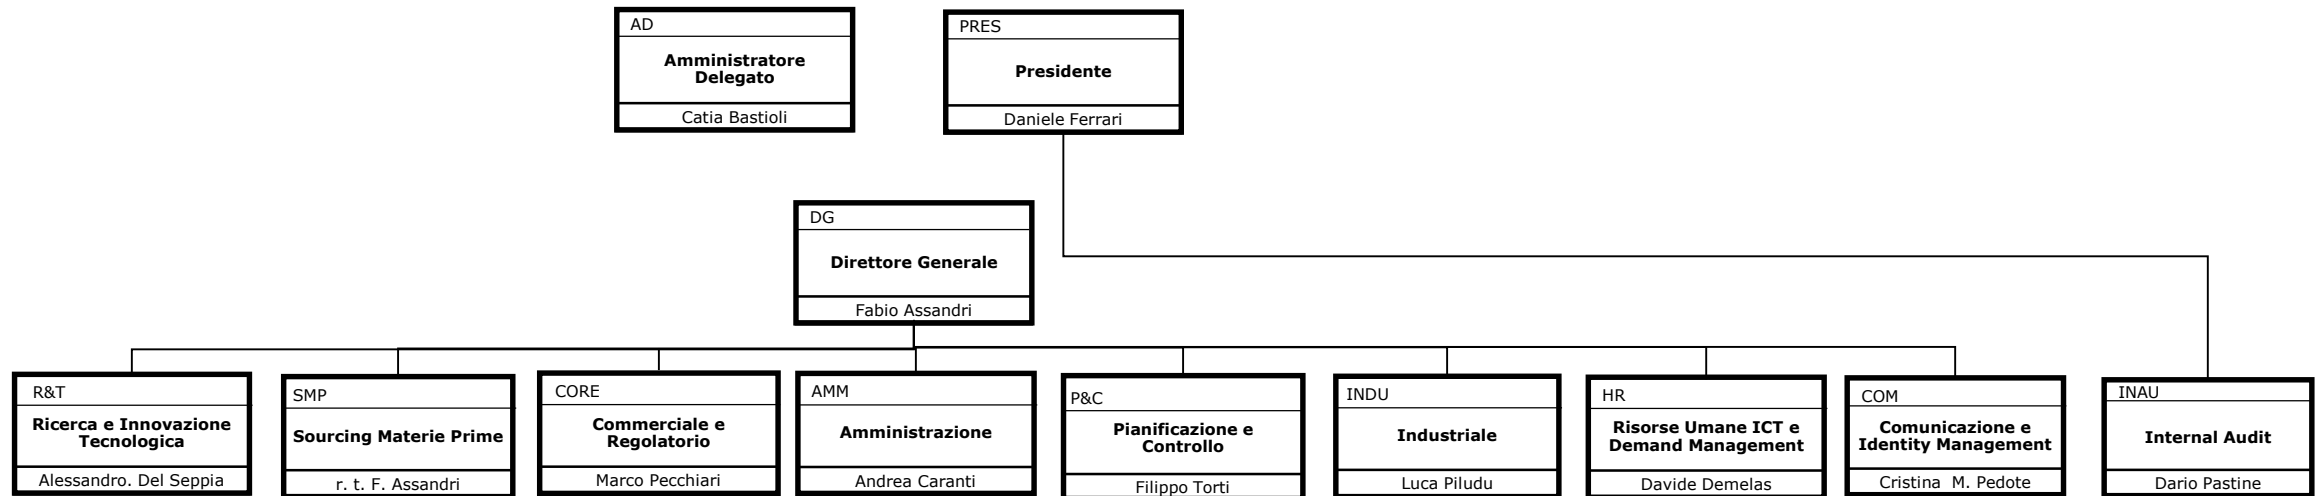 AD
Amministratore
Delegato
Catia Bastioli
PRES
Presidente
Daniele Ferrari
DG
Direttore Generale
Fabio Assandri
R&T
Ricerca e Innovazione
Tecnologica
Alessandro. Del Seppia
SMP
Sourcing Materie Prime
r. t. F. Assandri
CORE
Commerciale e
Regolatorio
Marco Pecchiari
AMM
Amministrazione
Andrea Caranti
P&C
Pianificazione e
Controllo
Filippo Torti
INDU
Industriale
Luca Piludu
HR
Risorse Umane ICT e
Demand Management
Davide Demelas
COM
Comunicazione e
Identity Management
Cristina M. Pedote
INAU
Internal Audit
Dario Pastine